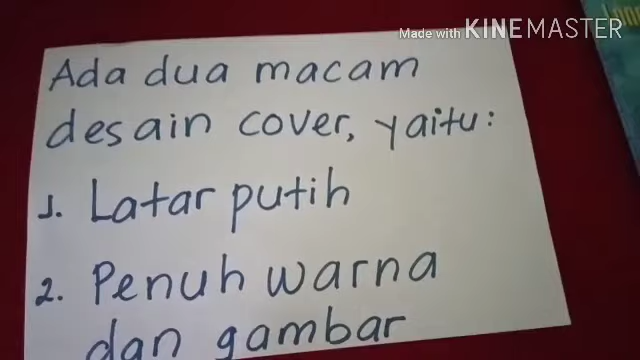 Made with KINEMASTER
Ada dua macam
desain cover, yaitu:
1. Latar putih
2. Penuh warna
dan gambar